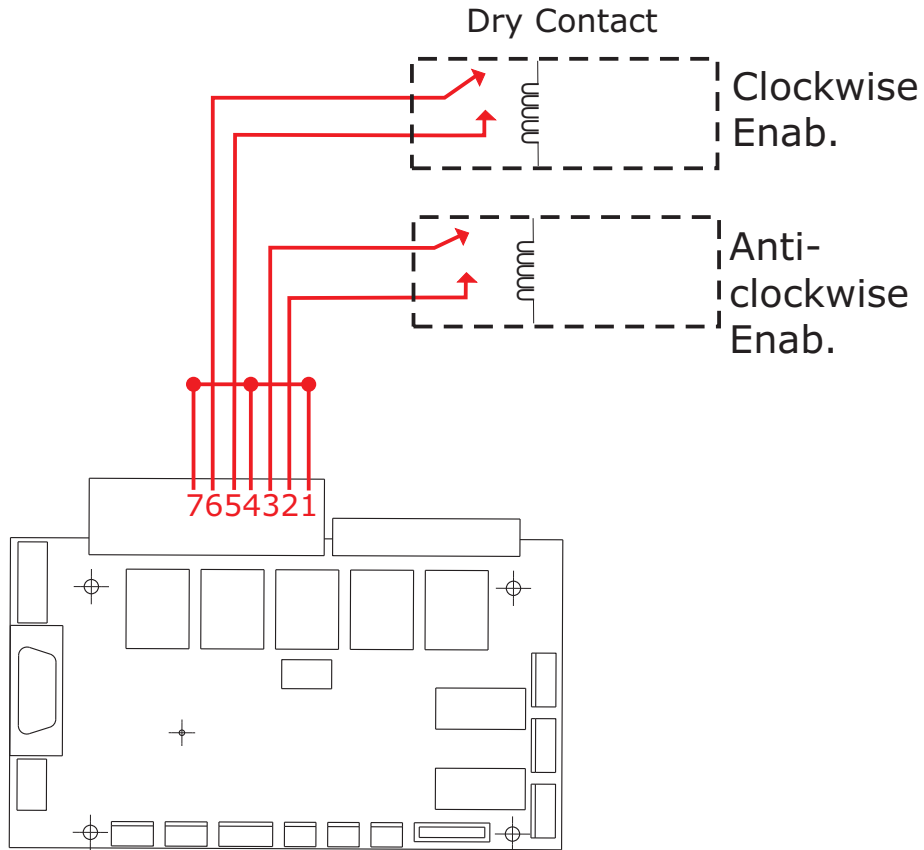 Dry Contact
Clockwise
Enab.
Anti-
clockwise
Enab.
7654321